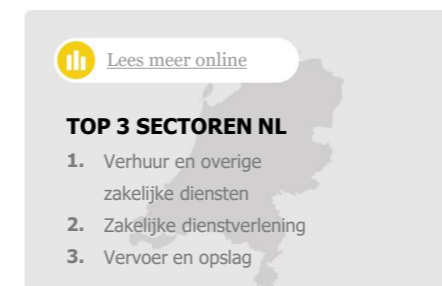 Lees meer online
TOP 3 SECTOREN NL
1. Verhuur en overige
zakelijke diensten
2. Zakelijke dienstverlening
3. Vervoer en opslag